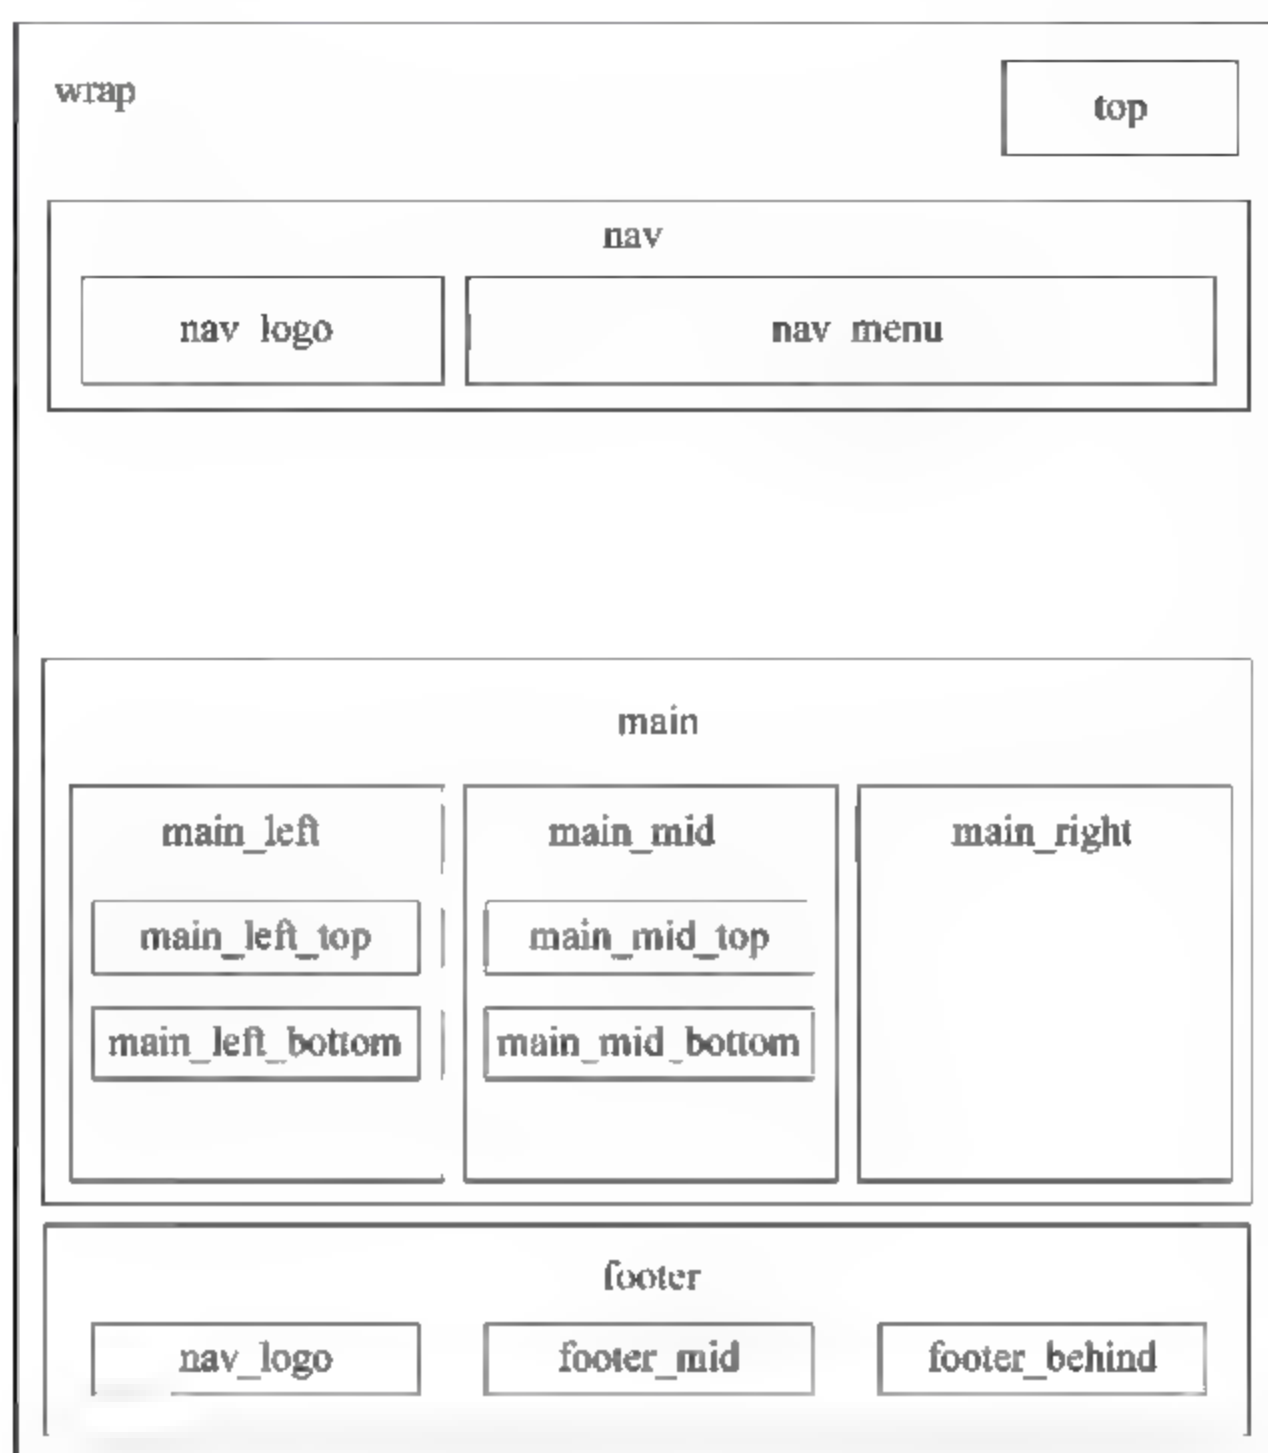 wrap
top
nav
nav logo
nav menu
main
main_left
main_mid
main_right
main_left_top
main_mid_top
main_left_bottom
main_mid_bottom
footer
nav_logo
footer_mid
footer_behind